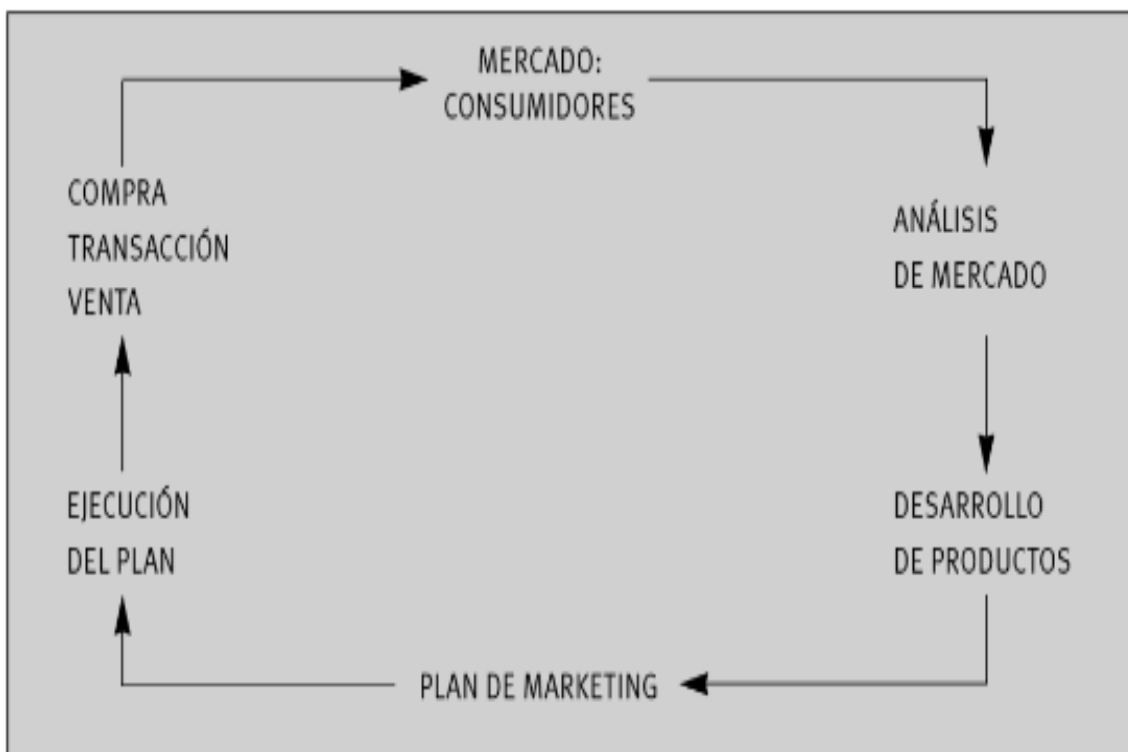 MERCADO:
CONSUMIDORES
ANÁLISIS
DE MERCADO
DESARROLLO
DE PRODUCTOS
PLAN DE MARKETING
EJECUCIÓN
DEL PLAN
COMPRA
TRANSACCIÓN
VENTA